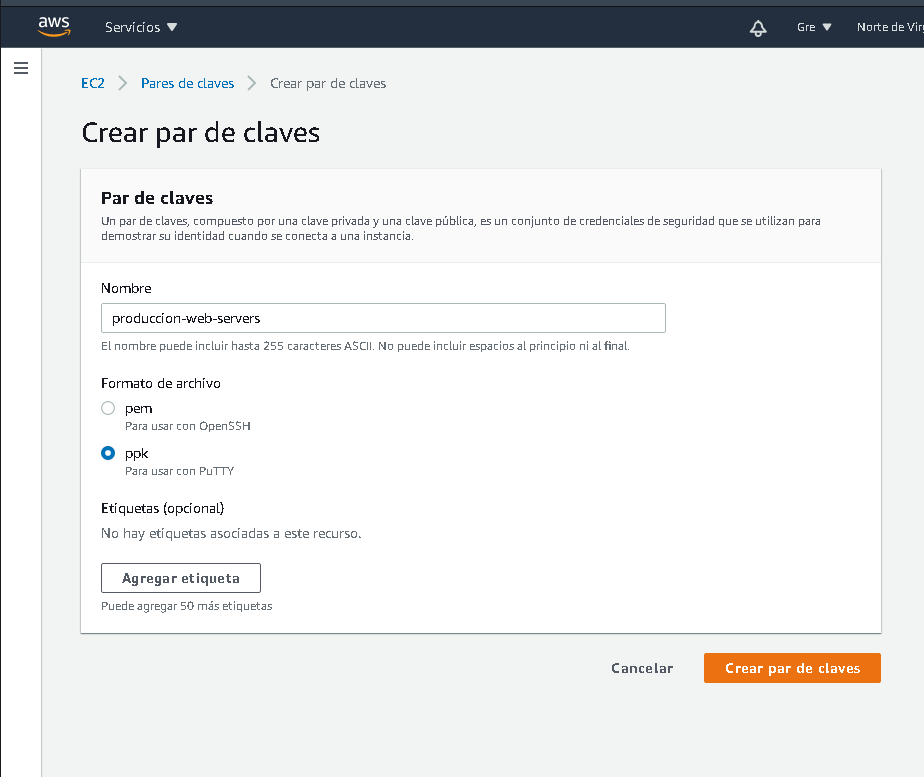 aws
Servicios
Gre
Norte de Vir
EC2 > Pares de claves > Crear par de claves
Crear par de claves
Par de claves
Un par de claves, compuesto por una clave privada y una clave pública, es un conjunto de credenciales de seguridad que se utilizan para
demostrar su identidad cuando se conecta a una instancia.
Nombre
produccion-web-servers
El nombre puede incluir hasta 255 caracteres ASCII. No puede incluir espacios al principio ni al final.
Formato de archivo
pem
Para usar con OpenSSH
ppk
Para usar con PuTTY
Etiquetas (opcional)
No hay etiquetas asociadas a este recurso.
Agregar etiqueta
Puede agregar 50 más etiquetas
Cancelar
Crear par de claves